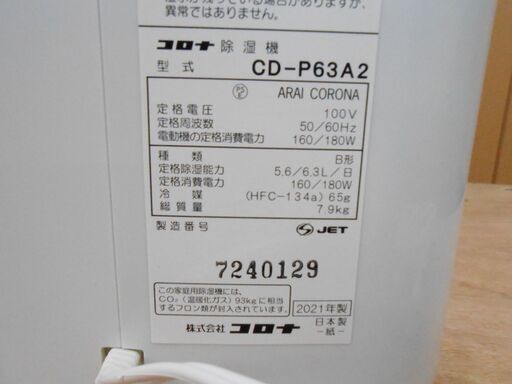 異常ではありません。
コロナ 除湿機
型式 CD-P63A2
PS E ARAI CORONA
定格電圧 100V
定格周波数 50/60Hz
電動機の定格消費電力 160/180W
種類 B形
定格除湿能力 5.6/6.3L/日
定格消費電力 160/180W
冷媒 (HFC-134a) 65g
総質量 7.9kg
製造番号 S JET
7240129
この家庭用除湿機には、
CO₂(温暖化ガス)93kgに相当
するフロン類が封入されています。
2021年製
株式会社 コロナ 日本製
-紙-